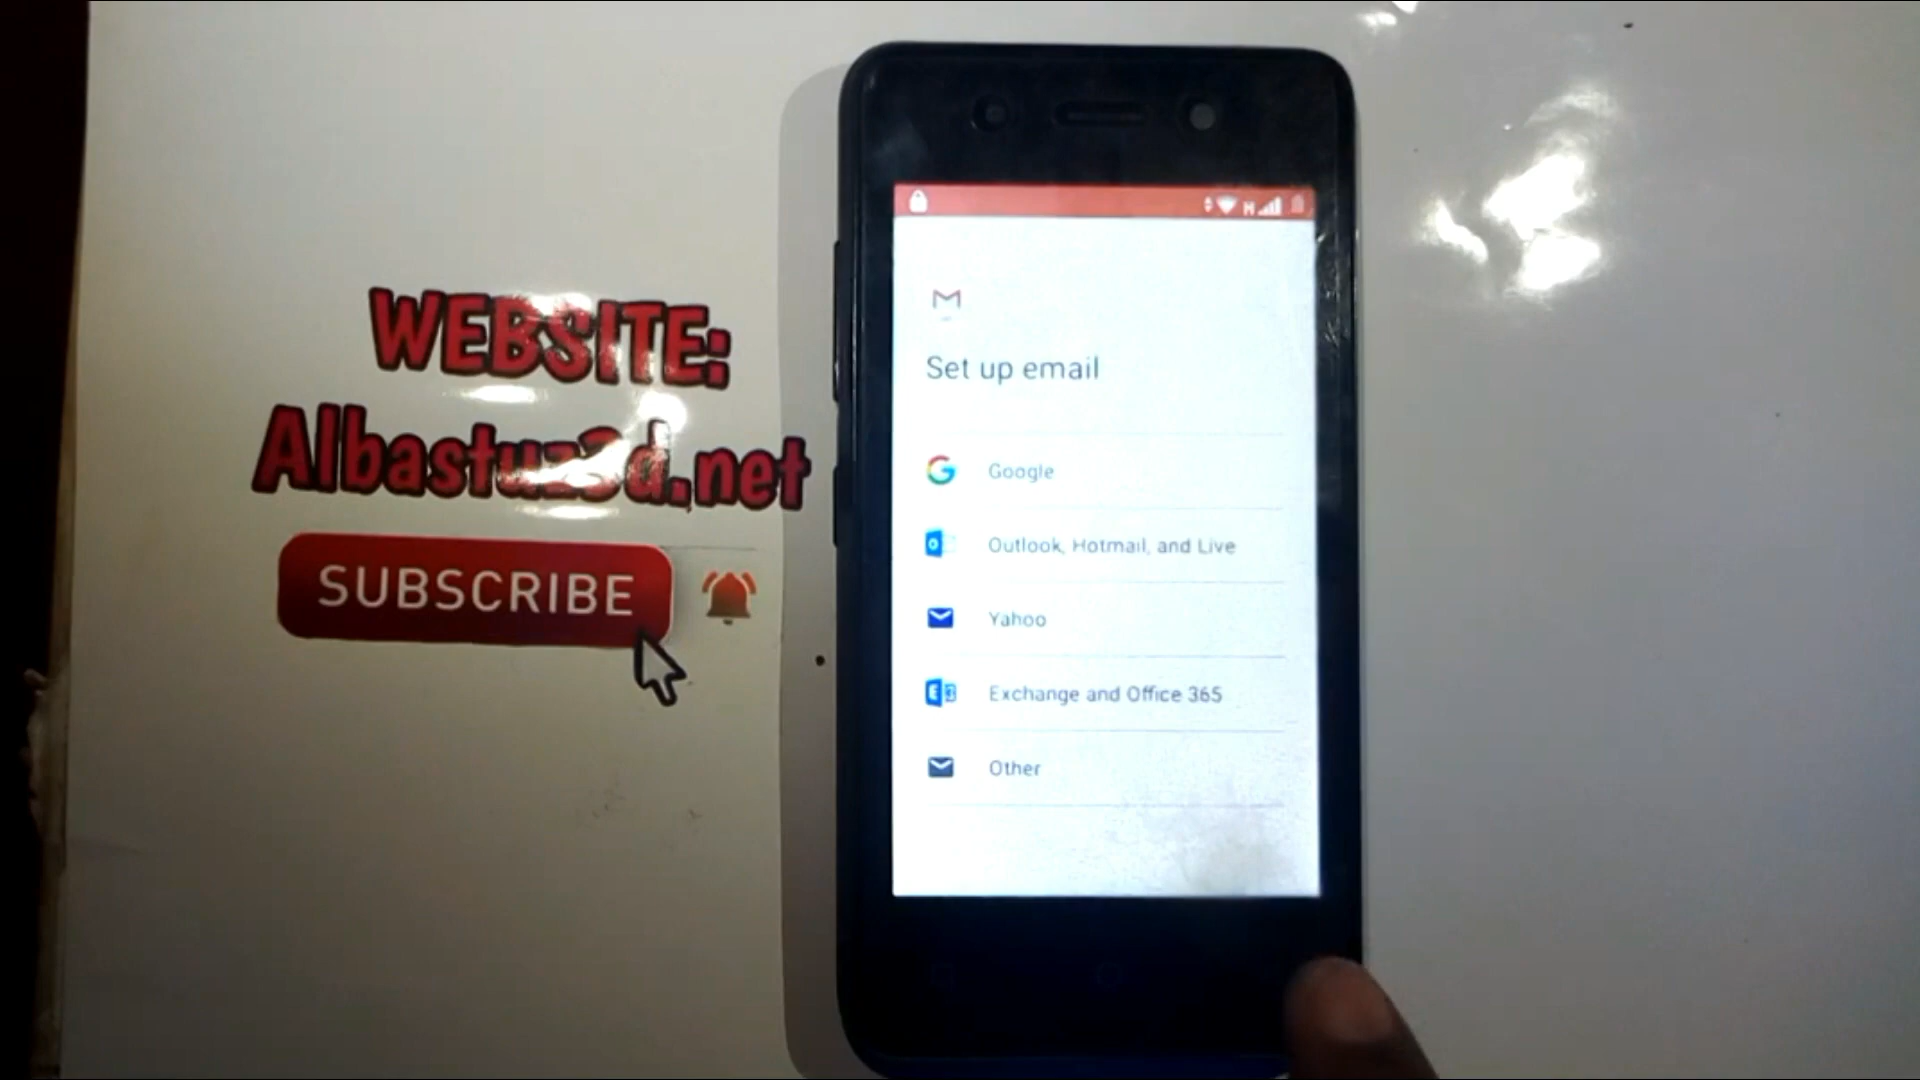 WEBSITE:
Albastuz3d.net
SUBSCRIBE
H
Set up email
Google
Outlook, Hotmail, and Live
Yahoo
Exchange and Office 365
Other